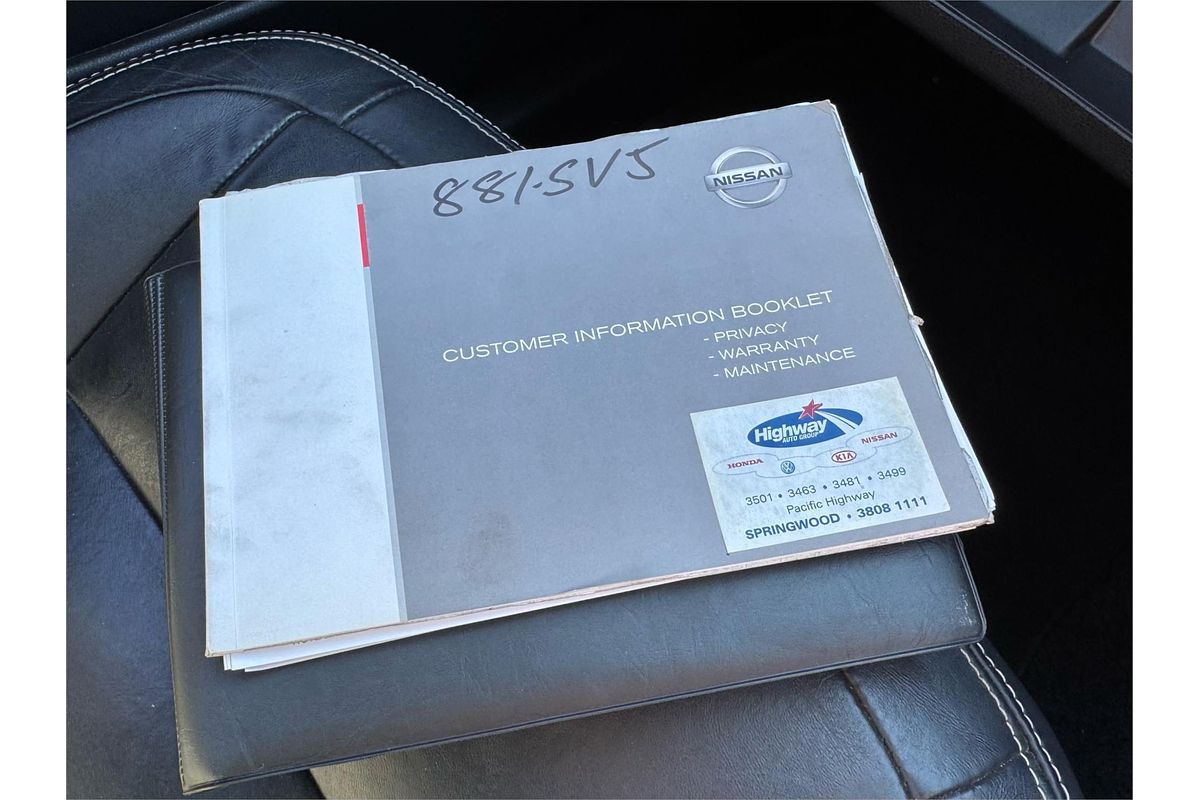 881·SV5
NISSAN
CUSTOMER INFORMATION BOOKLET
- PRIVACY
- WARRANTY
- MAINTENANCE
Highway
AUTO GROUP
HONDA
KIA
NISSAN
3501 • 3463 • 3481 • 3499
Pacific Highway
SPRINGWOOD • 3808 1111